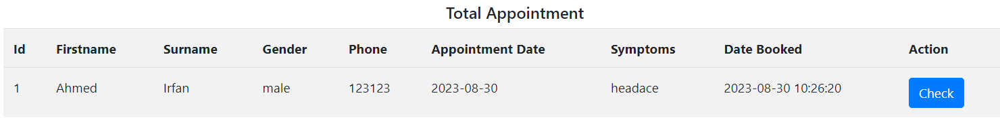 Total Appointment
Id Firstname Surname Gender Phone Appointment Date Symptoms Date Booked Action
1 Ahmed Irfan male 123123 2023-08-30 headace 2023-08-30 10:26:20 Check